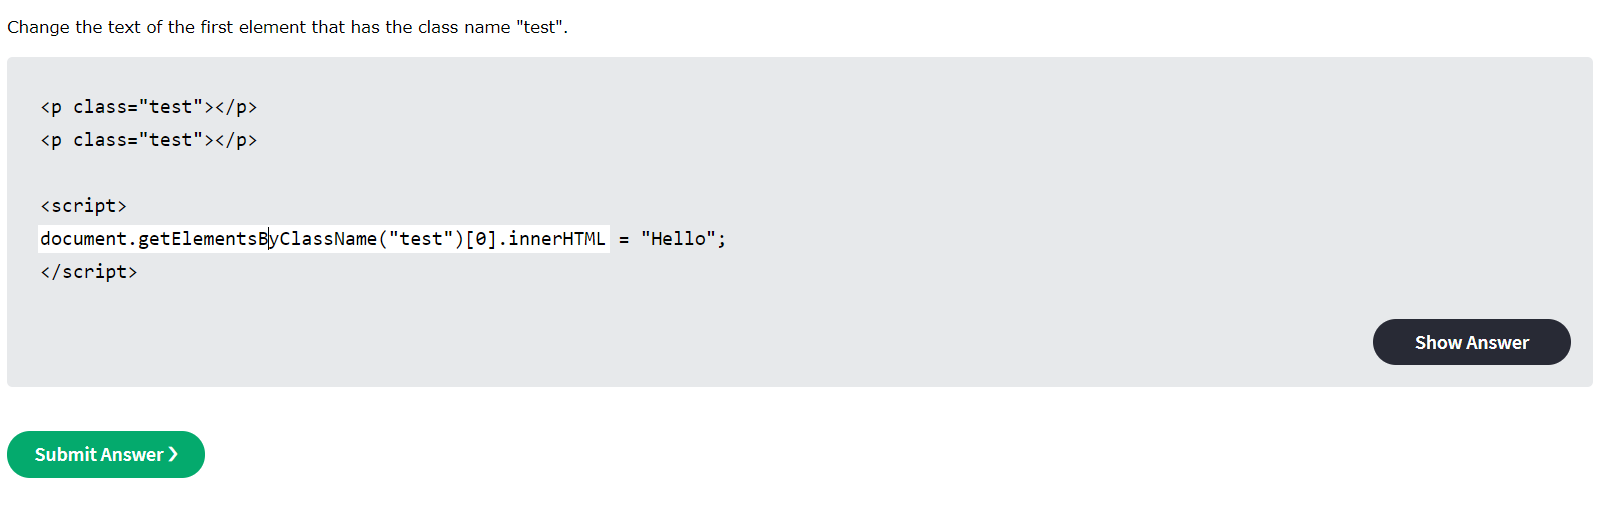 Change the text of the first element that has the class name "test".
<p class="test"></p>
<p class="test"></p>
<script>
document.getElementsByClassName("test")[0].innerHTML = "Hello";
</script>
Show Answer
Submit Answer ❯